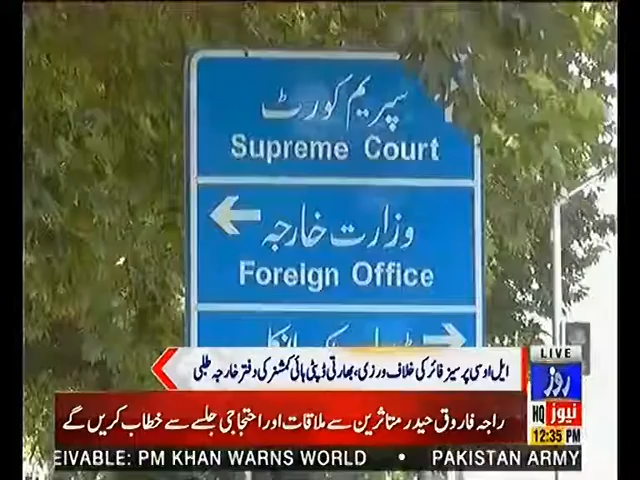 سپریم کورٹ
Supreme Court
وزارت خارجہ
Foreign Office
ایل او سی پر سیز فائر کی خلاف ورزی، بھارتی ڈپٹی ہائی کمشنر کی دفتر خارجہ طلبی
LIVE
روز
HQ نیوز
12:35 PM
راجہ فاروق حیدر متاثرین سے ملاقات اور احتجاجی جلسے سے خطاب کریں گے
EIVABLE: PM KHAN WARNS WORLD • PAKISTAN ARMY